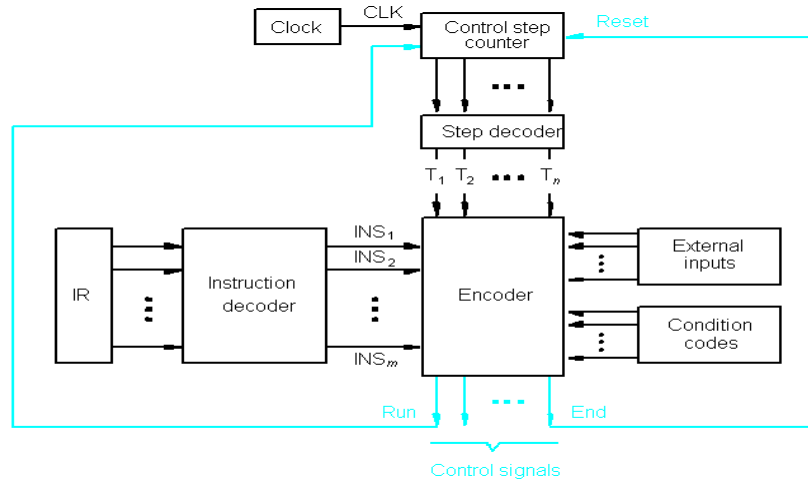 CLK
Clock
Control step
counter
Reset
Step decoder
T1 T2 Tn
INS1
INS2
INSm
IR
Instruction
decoder
Encoder
External
inputs
Condition
codes
Run
End
Control signals